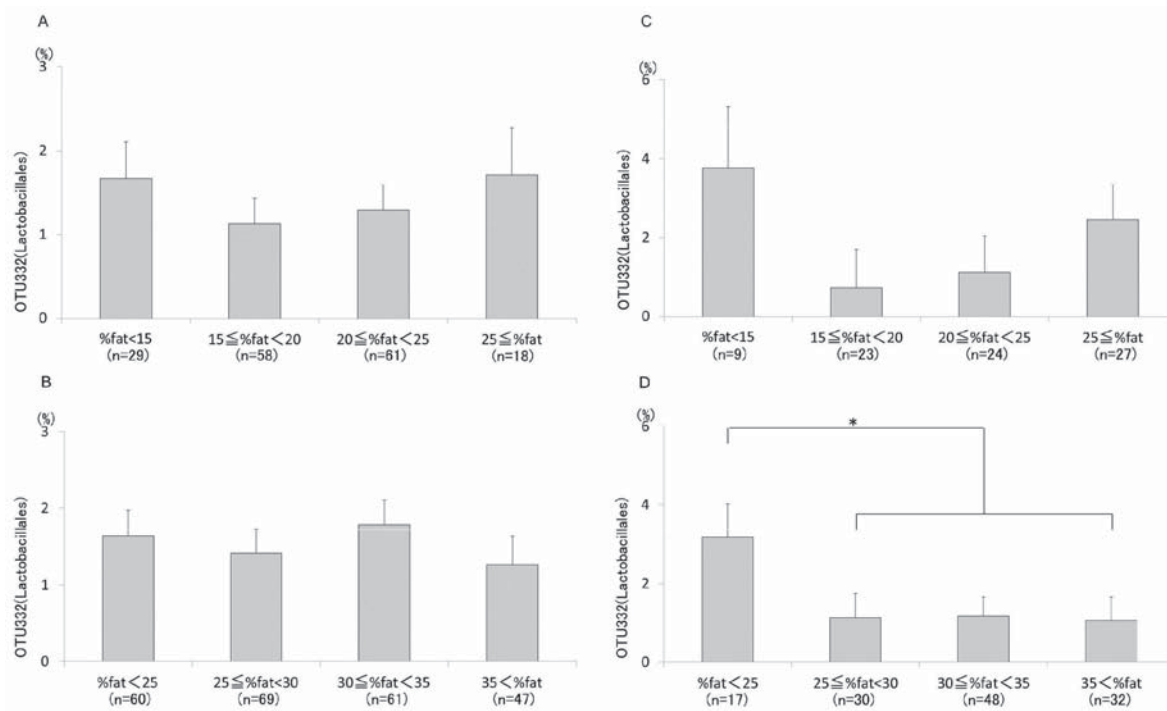 A
(%)
3
2
1
0
OTU332(Lactobacillales)
%fat<15 15≦%fat<20 20≦%fat<25 25≦%fat
(n=29) (n=58) (n=61) (n=18)
B
(%)
3
2
1
0
OTU332(Lactobacillales)
%fat<25 25≦%fat<30 30≦%fat<35 35<%fat
(n=60) (n=69) (n=61) (n=47)
C
(%)
6
4
2
0
OTU332(Lactobacillales)
%fat<15 15≦%fat<20 20≦%fat<25 25≦%fat
(n=9) (n=23) (n=24) (n=27)
D
(%)
6
4
2
0
OTU332(Lactobacillales)
*
%fat<25 25≦%fat<30 30≦%fat<35 35<%fat
(n=17) (n=30) (n=48) (n=32)